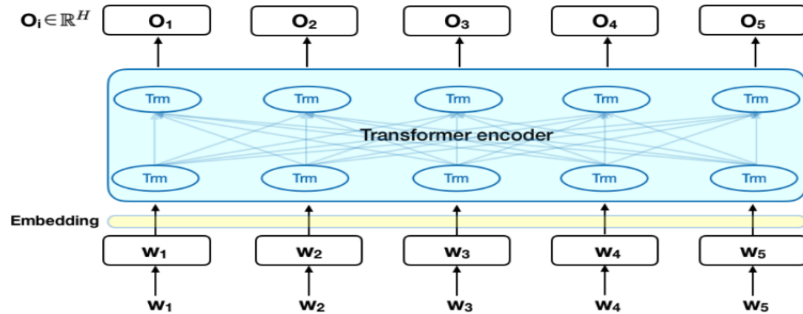 Oᵢ∈ℝᴴ O₁ O₂ O₃ O₄ O₅
Trm Trm Trm Trm Trm
Transformer encoder
Trm Trm Trm Trm Trm
Embedding
w₁ w₂ w₃ w₄ w₅
w₁ w₂ w₃ w₄ w₅